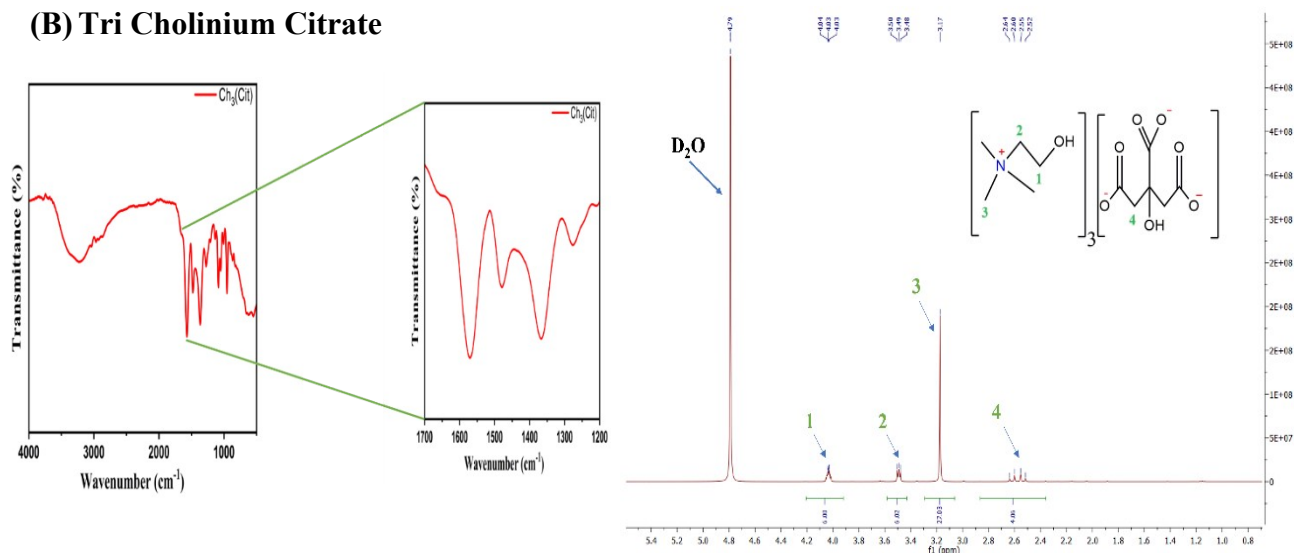 (B) Tri Cholinium Citrate
Ch3(Cit)
Transmittance (%)
4000 3000 2000 1000
Wavenumber (cm-1)
Ch3(Cit)
Transmittance (%)
1700 1600 1500 1400 1300 1200
Wavenumber (cm-1)
4.79 4.04 4.03 4.03 3.50 3.49 3.48 3.17 2.64 2.60 2.55 2.52
D2O
2
OH
+
N
1
3
3
O
O-
O
O
-O
O-
4
OH
1
2
3
4
5E+08
4E+08
4E+08
3E+08
3E+08
2E+08
2E+08
2E+08
1E+08
5E+07
0
6.00 6.02 27.03 4.06
5.4 5.2 5.0 4.8 4.6 4.4 4.2 4.0 3.8 3.6 3.4 3.2 3.0 2.8 2.6 2.4 2.2 2.0 1.8 1.6 1.4 1.2 1.0 0.8
f1 (ppm)